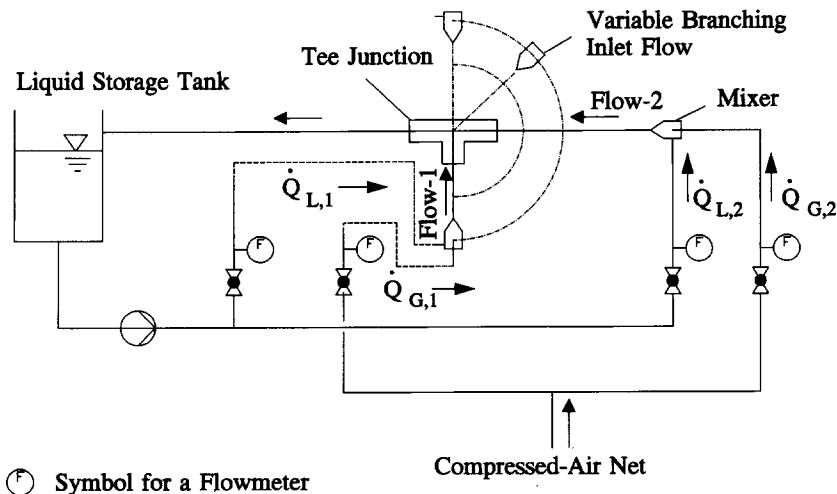 Variable Branching
Inlet Flow
Tee Junction
Liquid Storage Tank
Flow-2
Mixer
Q̇ L,1
Flow-1
Q̇ L,2
Q̇ G,2
F
F
F
F
Q̇ G,1
Compressed-Air Net
F Symbol for a Flowmeter